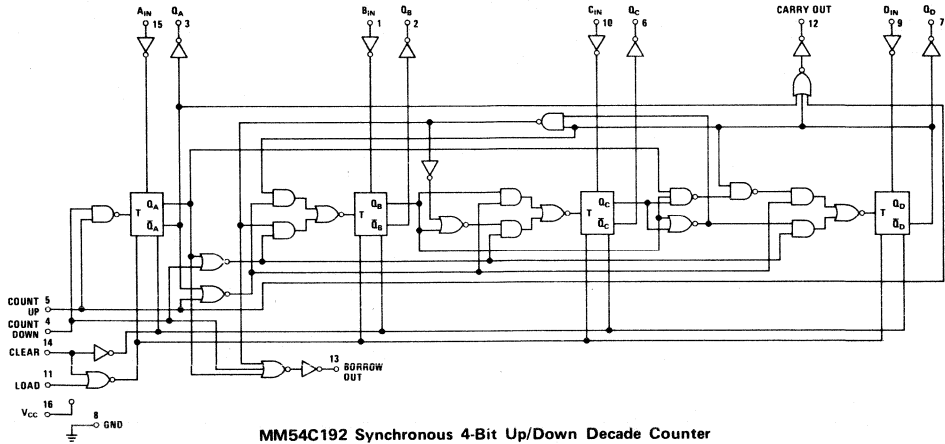 AIN QA BIN QB CIN QC CARRY OUT DIN QD
15 3 1 2 10 6 12 9 7
QA QB QC QD
T T T T
Q̅A Q̅B Q̅C Q̅D
COUNT UP 5
COUNT DOWN 4
CLEAR 14
13 BORROW OUT
LOAD 11
VCC 16
8 GND
MM54C192 Synchronous 4-Bit Up/Down Decade Counter